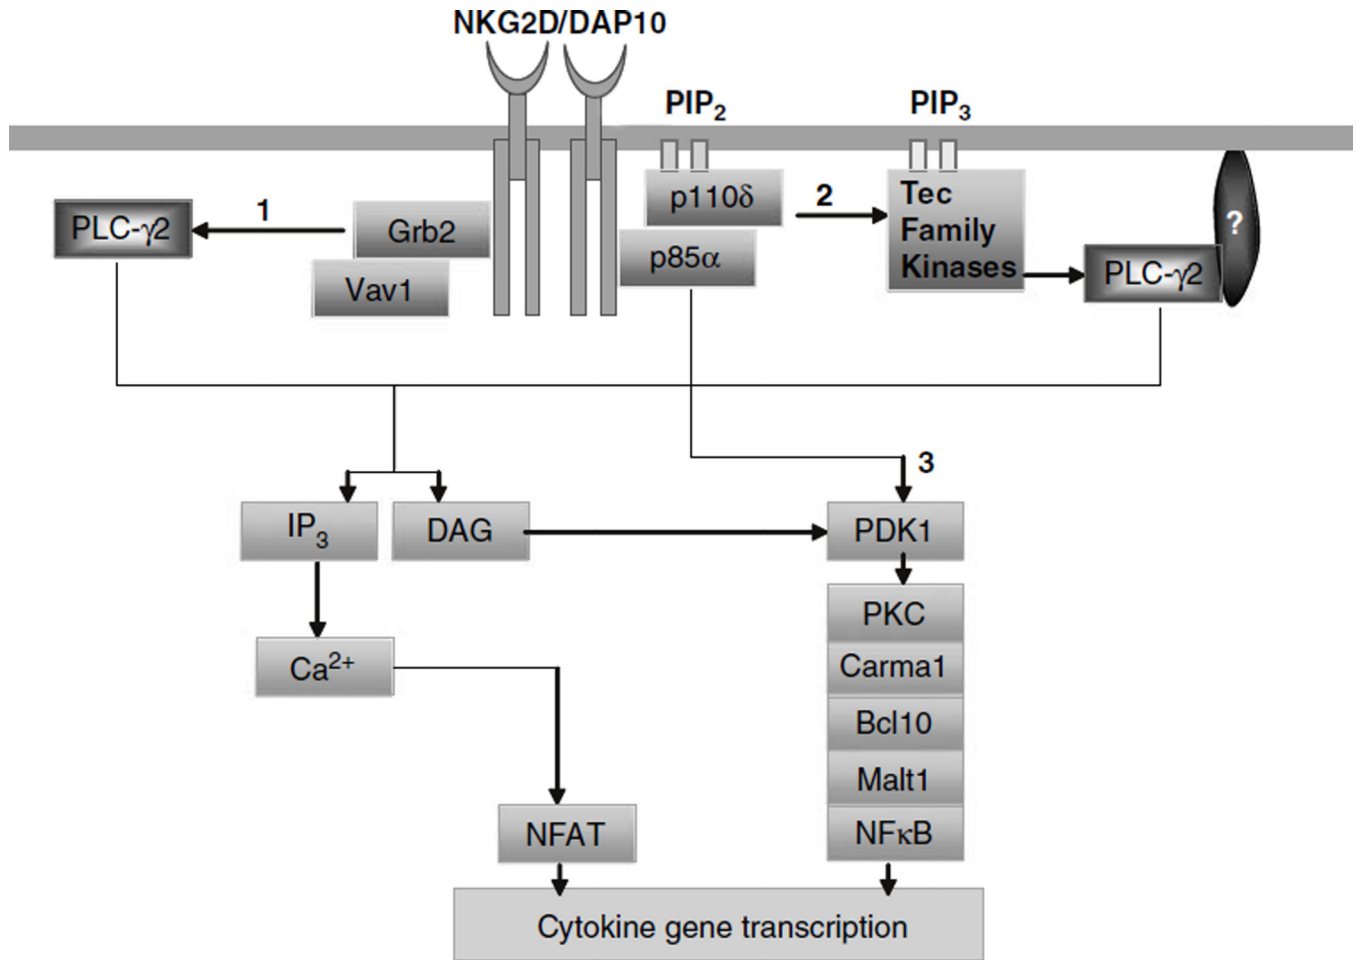 NKG2D/DAP10
PIP2
PIP3
PLC-γ2
1
Grb2
Vav1
p110δ
p85α
2
Tec
Family
Kinases
PLC-γ2
?
3
IP3
DAG
PDK1
PKC
Ca2+
Carma1
Bcl10
Malt1
NFAT
NFκB
Cytokine gene transcription